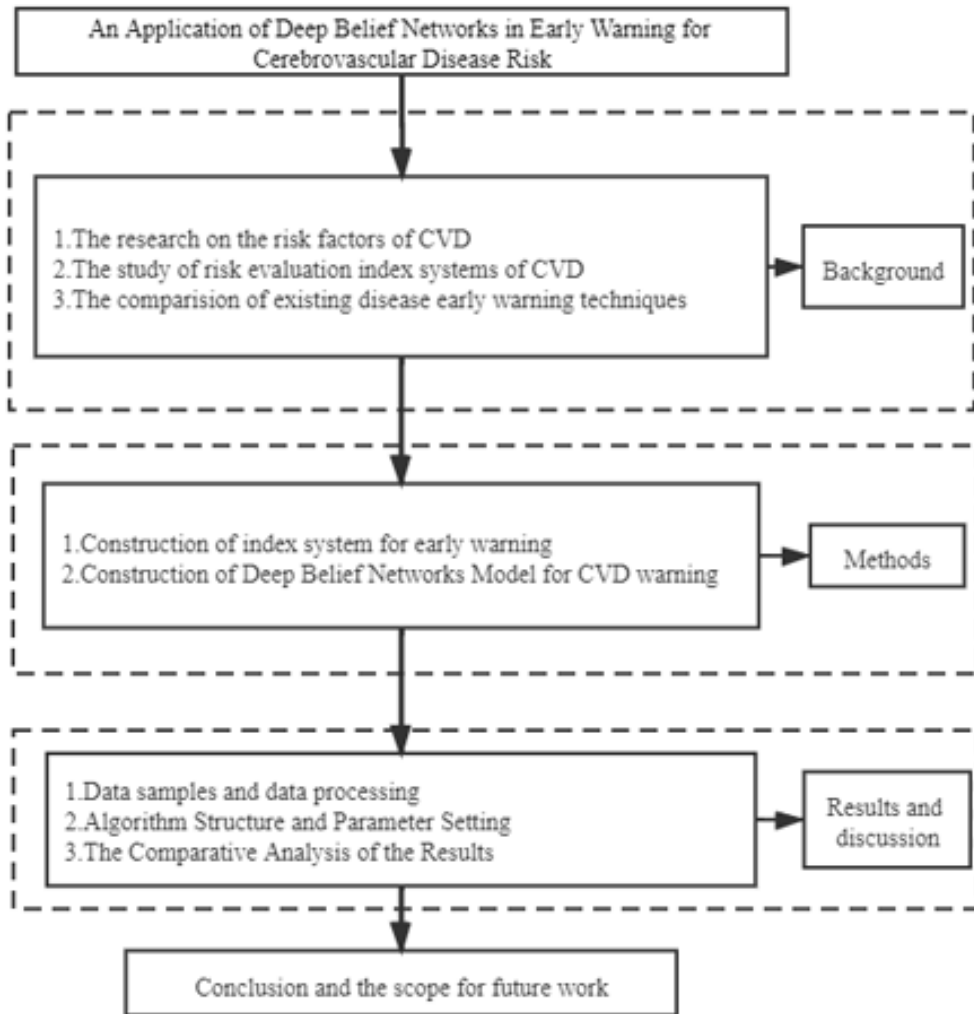 An Application of Deep Belief Networks in Early Warning for
Cerebrovascular Disease Risk
1.The research on the risk factors of CVD
2.The study of risk evaluation index systems of CVD
3.The comparision of existing disease early warning techniques
Background
1.Construction of index system for early warning
2.Construction of Deep Belief Networks Model for CVD warning
Methods
1.Data samples and data processing
2.Algorithm Structure and Parameter Setting
3.The Comparative Analysis of the Results
Results and
discussion
Conclusion and the scope for future work